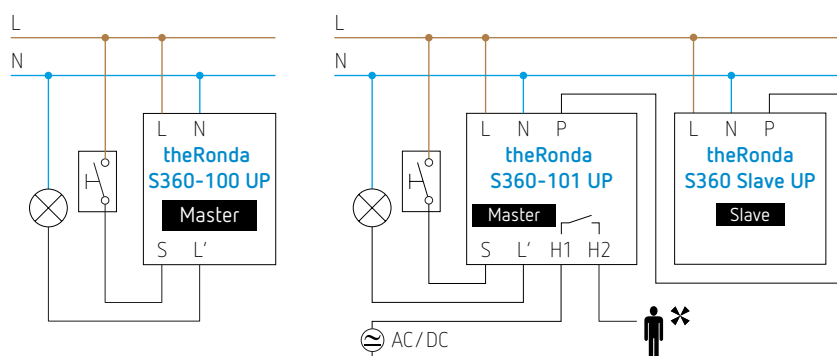 L
N
L N
theRonda
S360-100 UP
Master
S L’
L
N
L N P
theRonda
S360-101 UP
Master
S L’ H1 H2
AC/DC
L N P
theRonda
S360 Slave UP
Slave